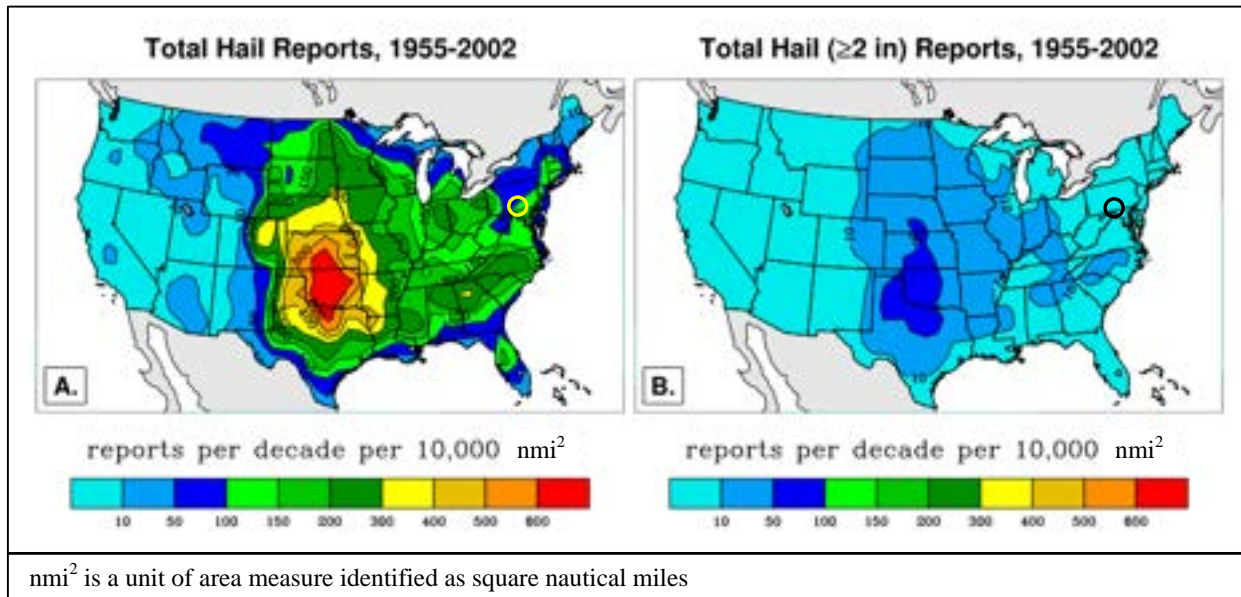 Total Hail Reports, 1955-2002
Total Hail (≥2 in) Reports, 1955-2002
A.
B.
reports per decade per 10,000 nmi²
reports per decade per 10,000 nmi²
10 50 100 150 200 300 400 500 600
10 50 100 150 200 300 400 500 600
nmi² is a unit of area measure identified as square nautical miles